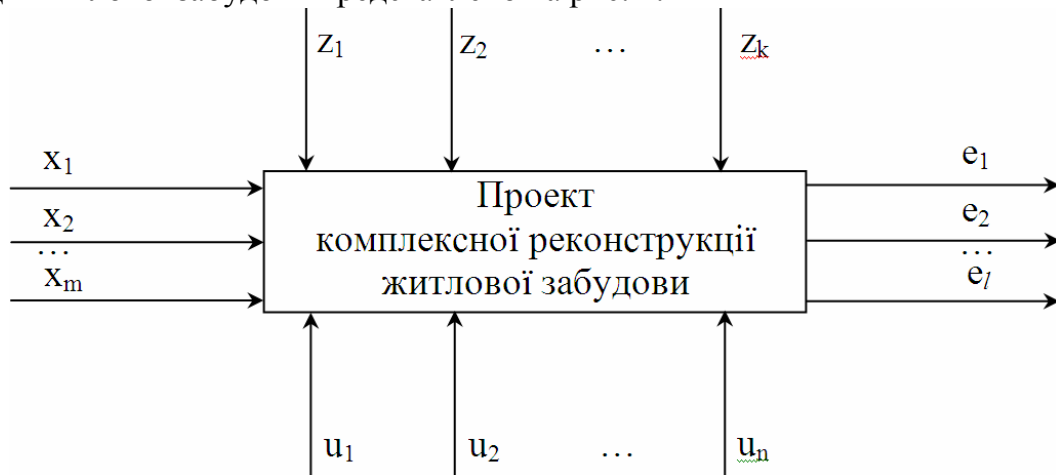 z1 z2 … zk
x1
x2
…
xm
Проект
комплексної реконструкції
житлової забудови
e1
e2
…
el
u1 u2 … un